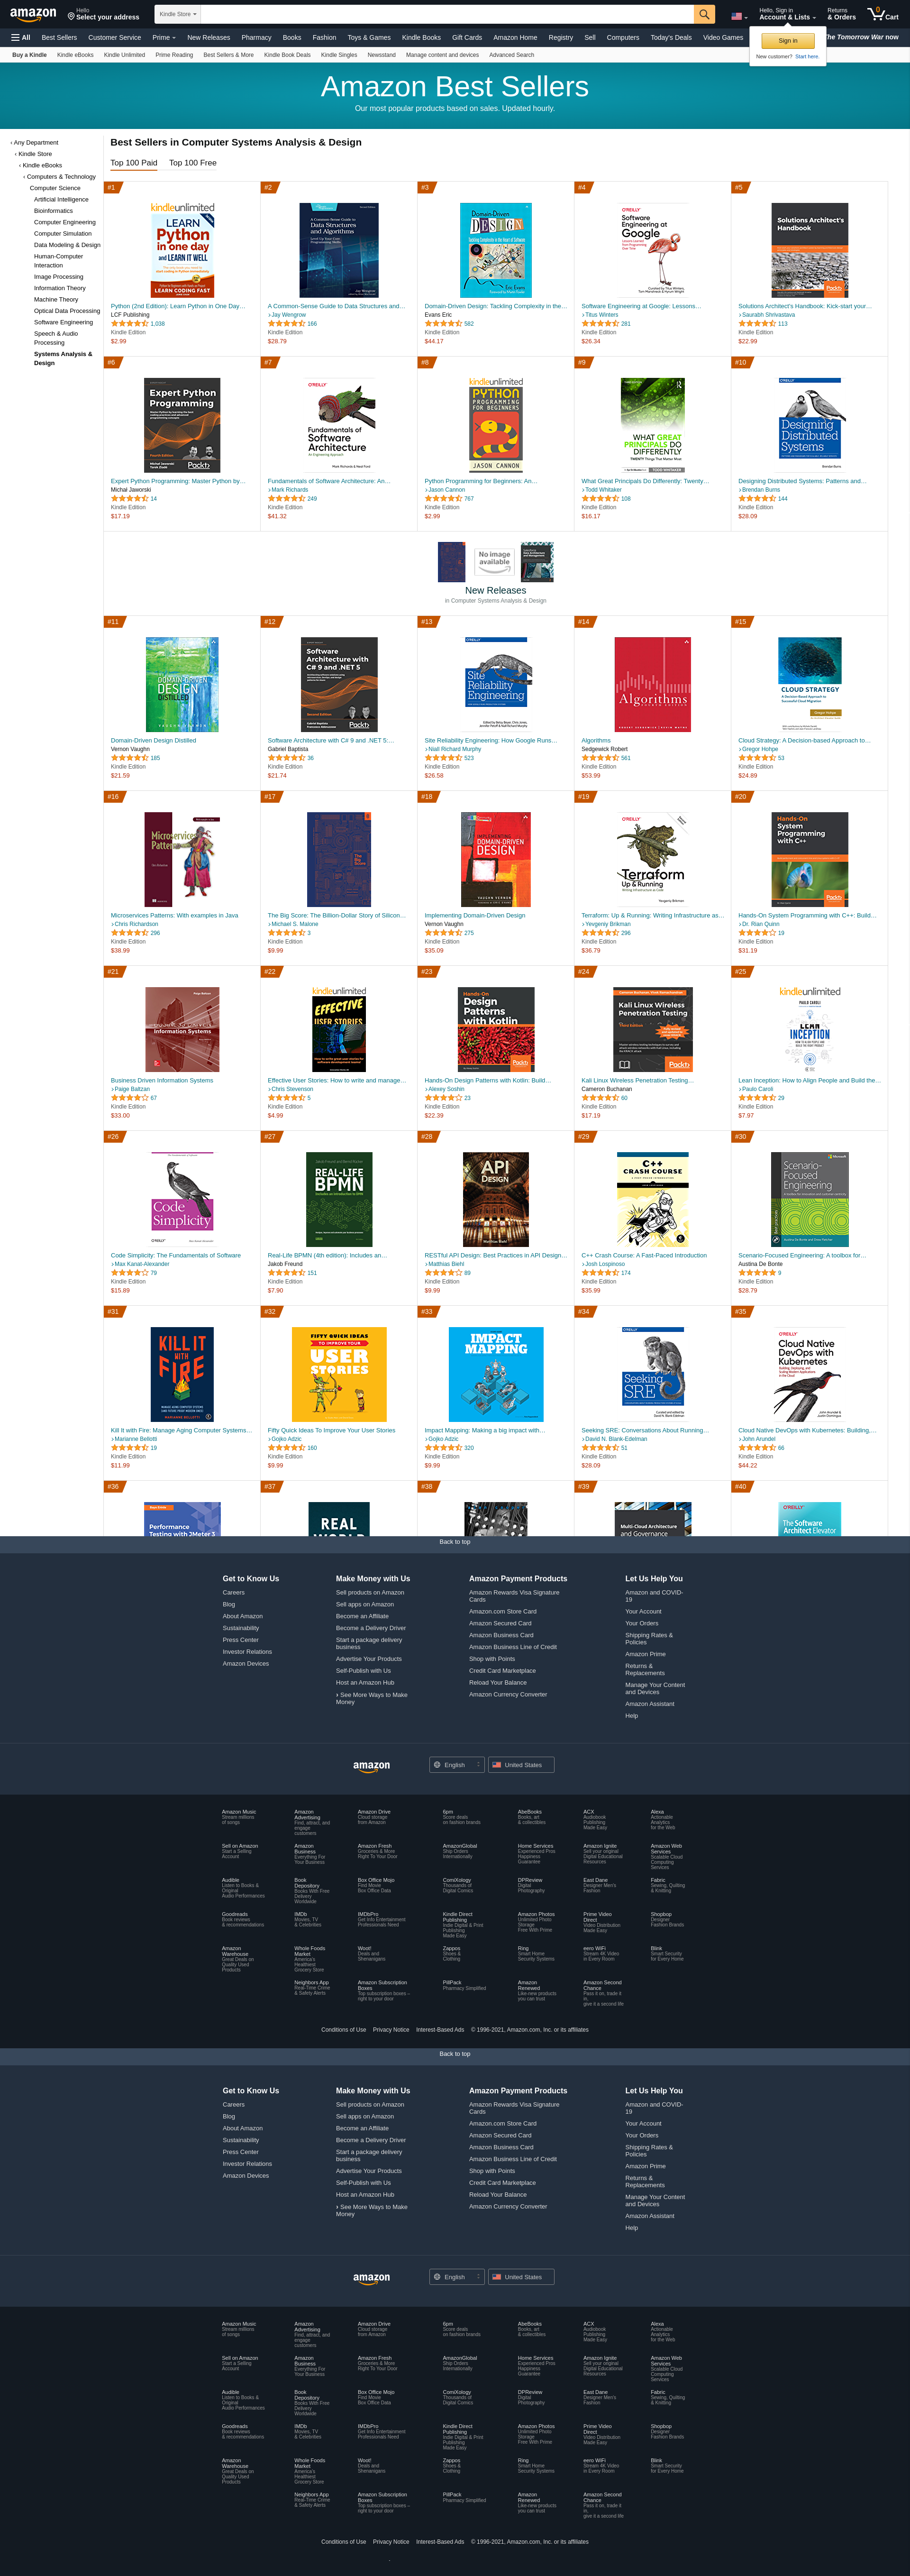 amazon
Hello
Select your address
Kindle Store
Hello, Sign in
Account & Lists
Returns
& Orders
0
Cart
All
Best Sellers
Customer Service
Prime
New Releases
Pharmacy
Books
Fashion
Toys & Games
Kindle Books
Gift Cards
Amazon Home
Registry
Sell
Computers
Today's Deals
Video Games
The Tomorrow War now
Sign in
New customer? Start here.
Buy a Kindle
Kindle eBooks
Kindle Unlimited
Prime Reading
Best Sellers & More
Kindle Book Deals
Kindle Singles
Newsstand
Manage content and devices
Advanced Search
Amazon Best Sellers
Our most popular products based on sales. Updated hourly.
‹ Any Department
‹ Kindle Store
‹ Kindle eBooks
‹ Computers & Technology
Computer Science
Artificial Intelligence
Bioinformatics
Computer Engineering
Computer Simulation
Data Modeling & Design
Human-Computer
Interaction
Image Processing
Information Theory
Machine Theory
Optical Data Processing
Software Engineering
Speech & Audio
Processing
Systems Analysis &
Design
Best Sellers in Computer Systems Analysis & Design
Top 100 Paid
Top 100 Free
#1
Python (2nd Edition): Learn Python in One Day…
LCF Publishing
1,038
Kindle Edition
$2.99
#2
A Common-Sense Guide to Data Structures and…
› Jay Wengrow
166
Kindle Edition
$28.79
#3
Domain-Driven Design: Tackling Complexity in the…
Evans Eric
582
Kindle Edition
$44.17
#4
Software Engineering at Google: Lessons…
› Titus Winters
281
Kindle Edition
$26.34
#5
Solutions Architect's Handbook: Kick-start your…
› Saurabh Shrivastava
113
Kindle Edition
$22.99
#6
Expert Python Programming: Master Python by…
Michał Jaworski
14
Kindle Edition
$17.19
#7
Fundamentals of Software Architecture: An…
› Mark Richards
249
Kindle Edition
$41.32
#8
Python Programming for Beginners: An…
› Jason Cannon
767
Kindle Edition
$2.99
#9
What Great Principals Do Differently: Twenty…
› Todd Whitaker
108
Kindle Edition
$16.17
#10
Designing Distributed Systems: Patterns and…
› Brendan Burns
144
Kindle Edition
$28.09
No image
available
New Releases
in Computer Systems Analysis & Design
#11
Domain-Driven Design Distilled
Vernon Vaughn
185
Kindle Edition
$21.59
#12
Software Architecture with C# 9 and .NET 5:…
Gabriel Baptista
36
Kindle Edition
$21.74
#13
Site Reliability Engineering: How Google Runs…
› Niall Richard Murphy
523
Kindle Edition
$26.58
#14
Algorithms
Sedgewick Robert
561
Kindle Edition
$53.99
#15
Cloud Strategy: A Decision-based Approach to…
› Gregor Hohpe
53
Kindle Edition
$24.89
#16
Microservices Patterns: With examples in Java
› Chris Richardson
296
Kindle Edition
$38.99
#17
The Big Score: The Billion-Dollar Story of Silicon…
› Michael S. Malone
3
Kindle Edition
$9.99
#18
Implementing Domain-Driven Design
Vernon Vaughn
275
Kindle Edition
$35.09
#19
Terraform: Up & Running: Writing Infrastructure as…
› Yevgeniy Brikman
296
Kindle Edition
$36.79
#20
Hands-On System Programming with C++: Build…
› Dr. Rian Quinn
19
Kindle Edition
$31.19
#21
Business Driven Information Systems
› Paige Baltzan
67
Kindle Edition
$33.00
#22
Effective User Stories: How to write and manage…
› Chris Stevenson
5
Kindle Edition
$4.99
#23
Hands-On Design Patterns with Kotlin: Build…
› Alexey Soshin
23
Kindle Edition
$22.39
#24
Kali Linux Wireless Penetration Testing…
Cameron Buchanan
60
Kindle Edition
$17.19
#25
Lean Inception: How to Align People and Build the…
› Paulo Caroli
29
Kindle Edition
$7.97
#26
Code Simplicity: The Fundamentals of Software
› Max Kanat-Alexander
79
Kindle Edition
$15.89
#27
Real-Life BPMN (4th edition): Includes an…
Jakob Freund
151
Kindle Edition
$7.90
#28
RESTful API Design: Best Practices in API Design…
› Matthias Biehl
89
Kindle Edition
$9.99
#29
C++ Crash Course: A Fast-Paced Introduction
› Josh Lospinoso
174
Kindle Edition
$35.99
#30
Scenario-Focused Engineering: A toolbox for…
Austina De Bonte
9
Kindle Edition
$28.79
#31
Kill It with Fire: Manage Aging Computer Systems…
› Marianne Bellotti
19
Kindle Edition
$11.99
#32
Fifty Quick Ideas To Improve Your User Stories
› Gojko Adzic
160
Kindle Edition
$9.99
#33
Impact Mapping: Making a big impact with…
› Gojko Adzic
320
Kindle Edition
$9.99
#34
Seeking SRE: Conversations About Running…
› David N. Blank-Edelman
51
Kindle Edition
$28.09
#35
Cloud Native DevOps with Kubernetes: Building,…
› John Arundel
66
Kindle Edition
$44.22
#36
#37
REAL
#38
#39
Multi-Cloud Architecture
and Governance
#40
The Software
Architect Elevator
Back to top
Get to Know Us
Careers
Blog
About Amazon
Sustainability
Press Center
Investor Relations
Amazon Devices
Make Money with Us
Sell products on Amazon
Sell apps on Amazon
Become an Affiliate
Become a Delivery Driver
Start a package delivery
business
Advertise Your Products
Self-Publish with Us
Host an Amazon Hub
› See More Ways to Make
Money
Amazon Payment Products
Amazon Rewards Visa Signature
Cards
Amazon.com Store Card
Amazon Secured Card
Amazon Business Card
Amazon Business Line of Credit
Shop with Points
Credit Card Marketplace
Reload Your Balance
Amazon Currency Converter
Let Us Help You
Amazon and COVID-
19
Your Account
Your Orders
Shipping Rates &
Policies
Amazon Prime
Returns &
Replacements
Manage Your Content
and Devices
Amazon Assistant
Help
amazon
English
United States
Amazon Music
Stream millions
of songs
Amazon
Advertising
Find, attract, and
engage
customers
Amazon Drive
Cloud storage
from Amazon
6pm
Score deals
on fashion brands
AbeBooks
Books, art
& collectibles
ACX
Audiobook
Publishing
Made Easy
Alexa
Actionable
Analytics
for the Web
Sell on Amazon
Start a Selling
Account
Amazon
Business
Everything For
Your Business
Amazon Fresh
Groceries & More
Right To Your Door
AmazonGlobal
Ship Orders
Internationally
Home Services
Experienced Pros
Happiness
Guarantee
Amazon Ignite
Sell your original
Digital Educational
Resources
Amazon Web
Services
Scalable Cloud
Computing
Services
Audible
Listen to Books &
Original
Audio Performances
Book
Depository
Books With Free
Delivery
Worldwide
Box Office Mojo
Find Movie
Box Office Data
ComiXology
Thousands of
Digital Comics
DPReview
Digital
Photography
East Dane
Designer Men's
Fashion
Fabric
Sewing, Quilting
& Knitting
Goodreads
Book reviews
& recommendations
IMDb
Movies, TV
& Celebrities
IMDbPro
Get Info Entertainment
Professionals Need
Kindle Direct
Publishing
Indie Digital & Print
Publishing
Made Easy
Amazon Photos
Unlimited Photo
Storage
Free With Prime
Prime Video
Direct
Video Distribution
Made Easy
Shopbop
Designer
Fashion Brands
Amazon
Warehouse
Great Deals on
Quality Used
Products
Whole Foods
Market
America's
Healthiest
Grocery Store
Woot!
Deals and
Shenanigans
Zappos
Shoes &
Clothing
Ring
Smart Home
Security Systems
eero WiFi
Stream 4K Video
in Every Room
Blink
Smart Security
for Every Home
Neighbors App
Real-Time Crime
& Safety Alerts
Amazon Subscription
Boxes
Top subscription boxes –
right to your door
PillPack
Pharmacy Simplified
Amazon
Renewed
Like-new products
you can trust
Amazon Second
Chance
Pass it on, trade it
in,
give it a second life
Conditions of Use
Privacy Notice
Interest-Based Ads
© 1996-2021, Amazon.com, Inc. or its affiliates
Back to top
Get to Know Us
Careers
Blog
About Amazon
Sustainability
Press Center
Investor Relations
Amazon Devices
Make Money with Us
Sell products on Amazon
Sell apps on Amazon
Become an Affiliate
Become a Delivery Driver
Start a package delivery
business
Advertise Your Products
Self-Publish with Us
Host an Amazon Hub
› See More Ways to Make
Money
Amazon Payment Products
Amazon Rewards Visa Signature
Cards
Amazon.com Store Card
Amazon Secured Card
Amazon Business Card
Amazon Business Line of Credit
Shop with Points
Credit Card Marketplace
Reload Your Balance
Amazon Currency Converter
Let Us Help You
Amazon and COVID-
19
Your Account
Your Orders
Shipping Rates &
Policies
Amazon Prime
Returns &
Replacements
Manage Your Content
and Devices
Amazon Assistant
Help
amazon
English
United States
Amazon Music
Stream millions
of songs
Amazon
Advertising
Find, attract, and
engage
customers
Amazon Drive
Cloud storage
from Amazon
6pm
Score deals
on fashion brands
AbeBooks
Books, art
& collectibles
ACX
Audiobook
Publishing
Made Easy
Alexa
Actionable
Analytics
for the Web
Sell on Amazon
Start a Selling
Account
Amazon
Business
Everything For
Your Business
Amazon Fresh
Groceries & More
Right To Your Door
AmazonGlobal
Ship Orders
Internationally
Home Services
Experienced Pros
Happiness
Guarantee
Amazon Ignite
Sell your original
Digital Educational
Resources
Amazon Web
Services
Scalable Cloud
Computing
Services
Audible
Listen to Books &
Original
Audio Performances
Book
Depository
Books With Free
Delivery
Worldwide
Box Office Mojo
Find Movie
Box Office Data
ComiXology
Thousands of
Digital Comics
DPReview
Digital
Photography
East Dane
Designer Men's
Fashion
Fabric
Sewing, Quilting
& Knitting
Goodreads
Book reviews
& recommendations
IMDb
Movies, TV
& Celebrities
IMDbPro
Get Info Entertainment
Professionals Need
Kindle Direct
Publishing
Indie Digital & Print
Publishing
Made Easy
Amazon Photos
Unlimited Photo
Storage
Free With Prime
Prime Video
Direct
Video Distribution
Made Easy
Shopbop
Designer
Fashion Brands
Amazon
Warehouse
Great Deals on
Quality Used
Products
Whole Foods
Market
America's
Healthiest
Grocery Store
Woot!
Deals and
Shenanigans
Zappos
Shoes &
Clothing
Ring
Smart Home
Security Systems
eero WiFi
Stream 4K Video
in Every Room
Blink
Smart Security
for Every Home
Neighbors App
Real-Time Crime
& Safety Alerts
Amazon Subscription
Boxes
Top subscription boxes –
right to your door
PillPack
Pharmacy Simplified
Amazon
Renewed
Like-new products
you can trust
Amazon Second
Chance
Pass it on, trade it
in,
give it a second life
Conditions of Use
Privacy Notice
Interest-Based Ads
© 1996-2021, Amazon.com, Inc. or its affiliates